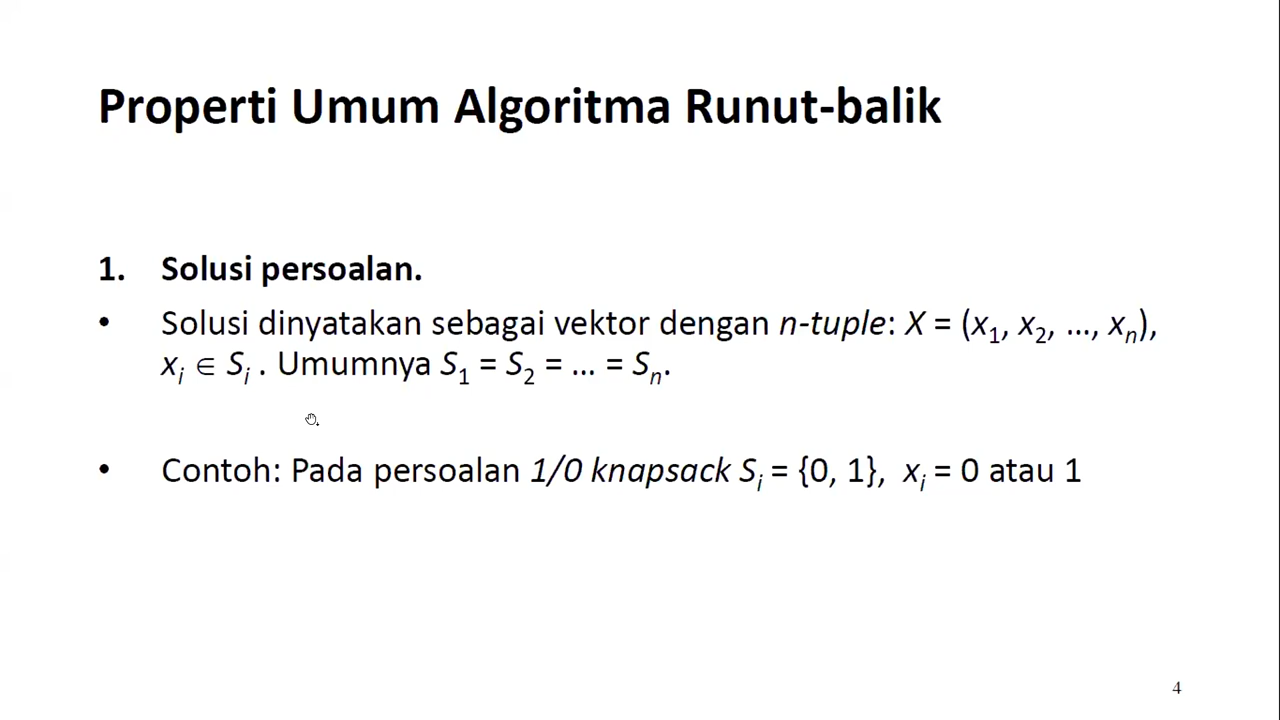 Properti Umum Algoritma Runut-balik
1. Solusi persoalan.
• Solusi dinyatakan sebagai vektor dengan n-tuple: X = (x₁, x₂, …, xₙ),
xᵢ ∈ Sᵢ . Umumnya S₁ = S₂ = … = Sₙ.
• Contoh: Pada persoalan 1/0 knapsack Sᵢ = {0, 1}, xᵢ = 0 atau 1
4